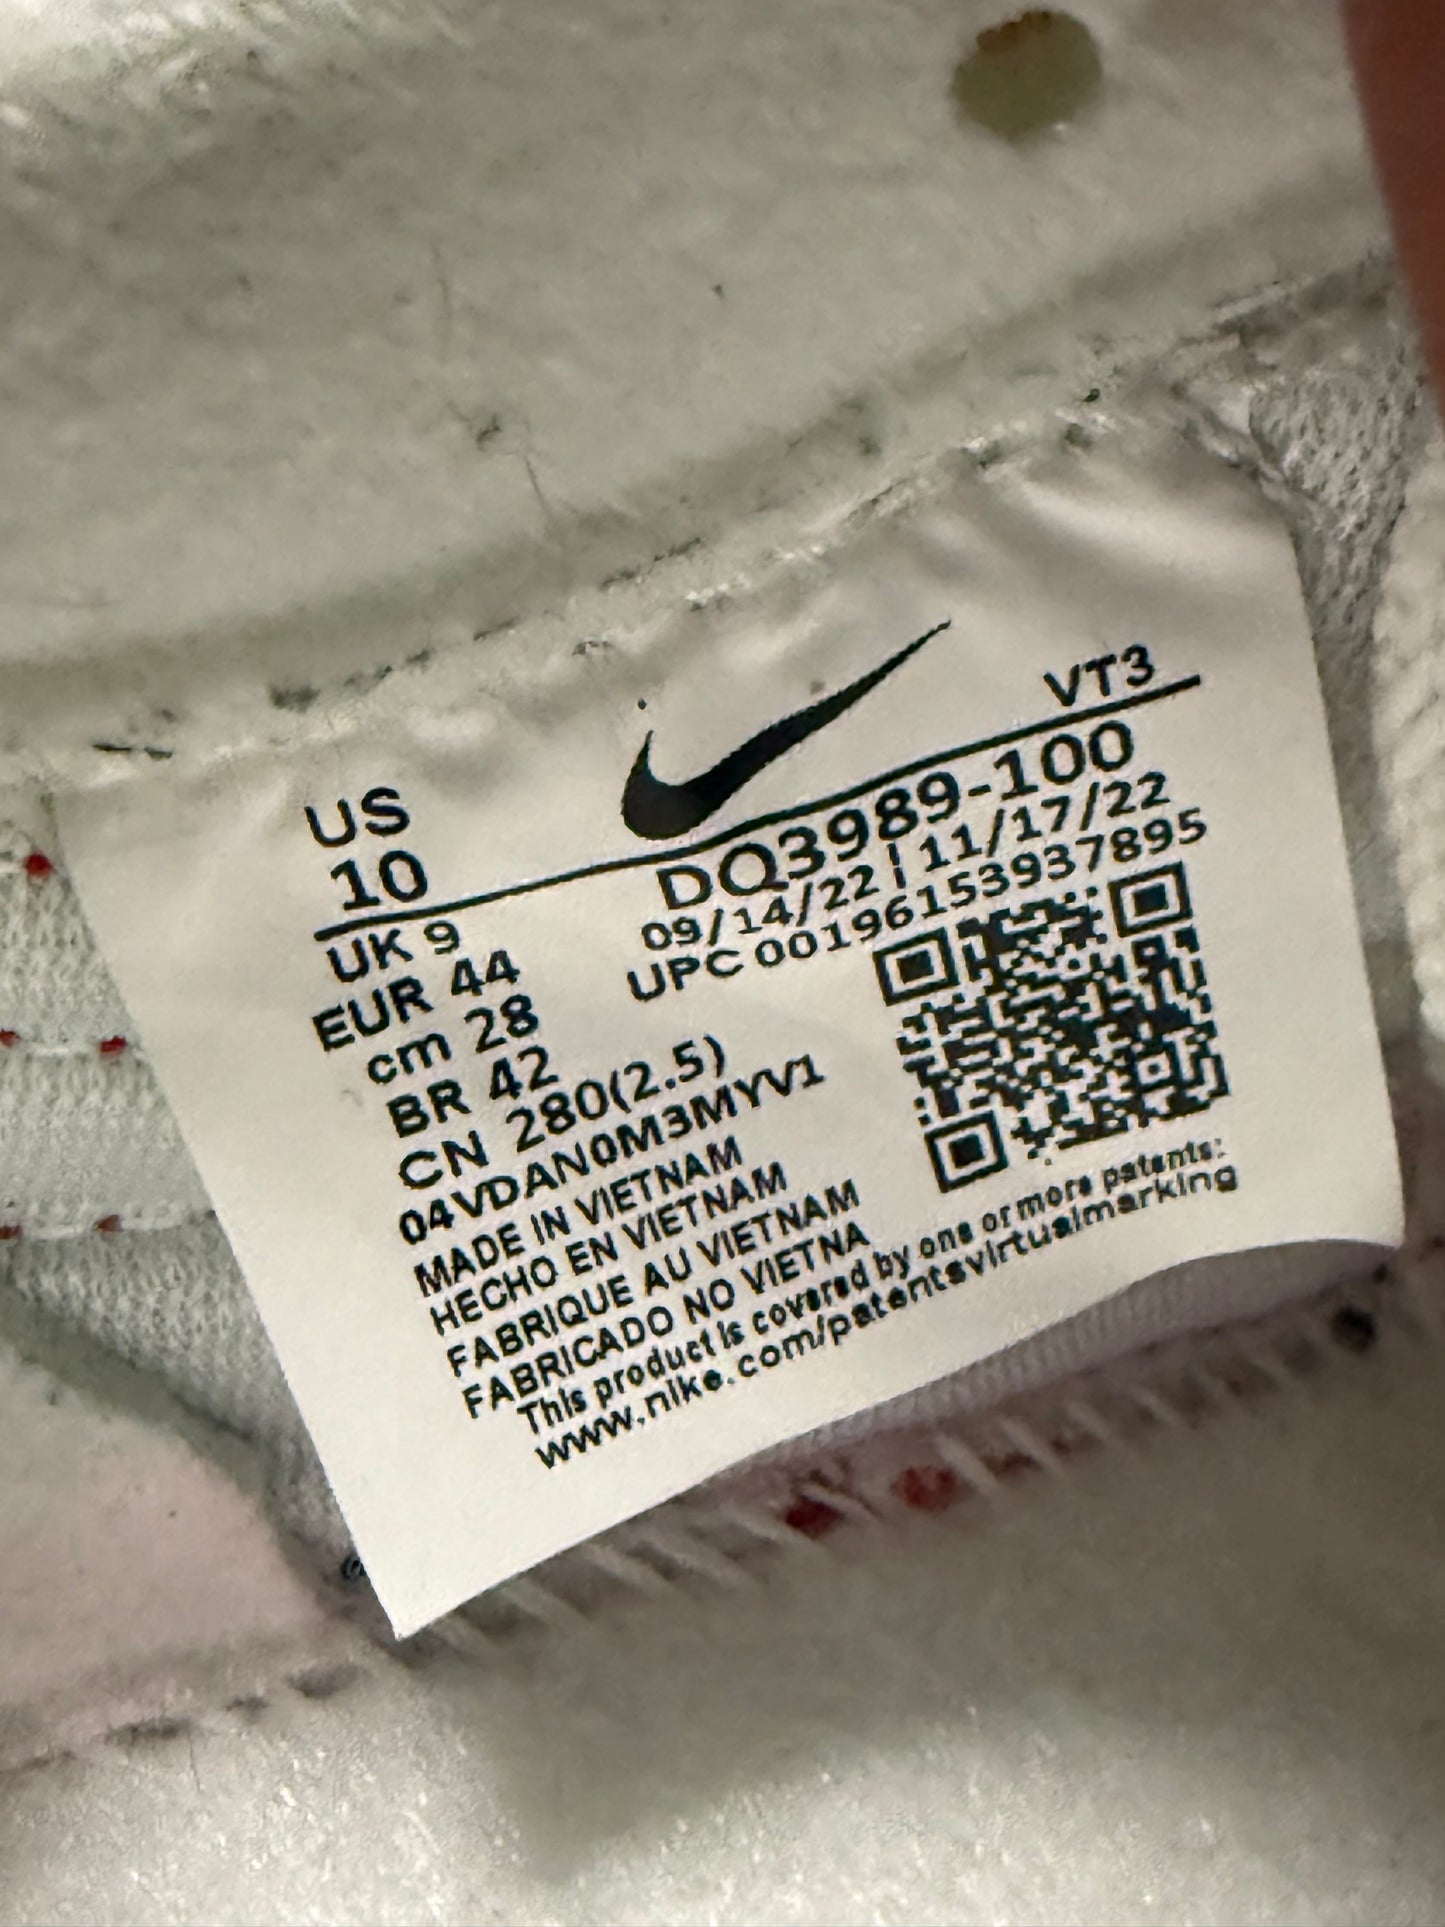 US
10
VT3
DQ3989-100
09/14/22 | 11/17/22
UPC 00196153937895
UK 9
EUR 44
cm 28
BR 42
CN 280(2.5)
04VDAN0M3MYV1
MADE IN VIETNAM
HECHO EN VIETNAM
FABRIQUE AU VIETNAM
FABRICADO NO VIETNA
This product is covered by one or more patents:
www.nike.com/patentsvirtualmarking